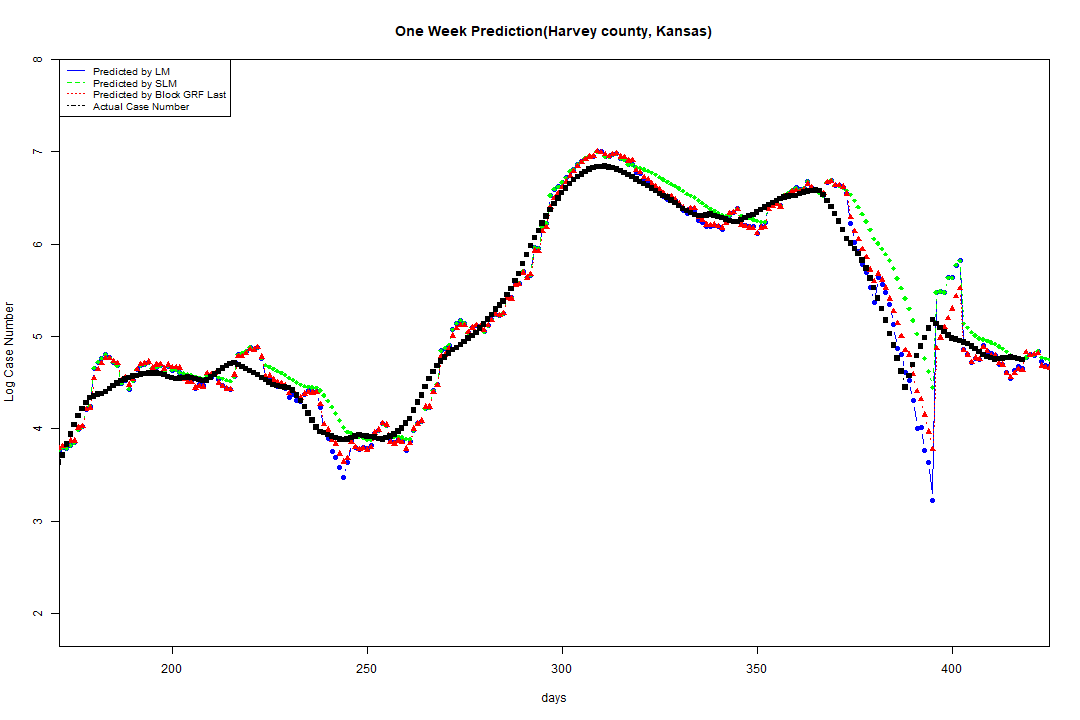 One Week Prediction(Harvey county, Kansas)
Predicted by LM
Predicted by SLM
Predicted by Block GRF Last
Actual Case Number
8
7
6
5
4
3
2
Log Case Number
200 250 300 350 400
days